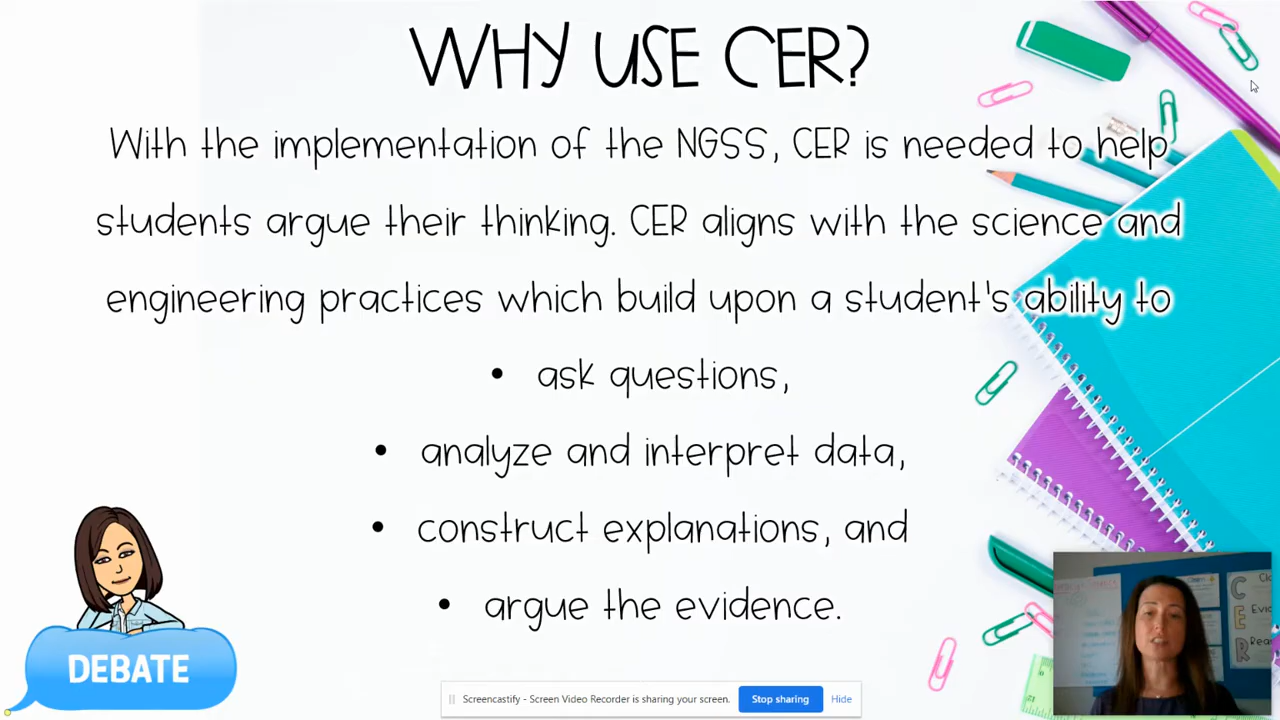 WHY USE CER?
With the implementation of the NGSS, CER is needed to help
students argue their thinking. CER aligns with the science and
engineering practices which build upon a student's ability to
• ask questions,
• analyze and interpret data,
• construct explanations, and
• argue the evidence.
DEBATE
C
E
R
Screencastify - Screen Video Recorder is sharing your screen.
Stop sharing
Hide